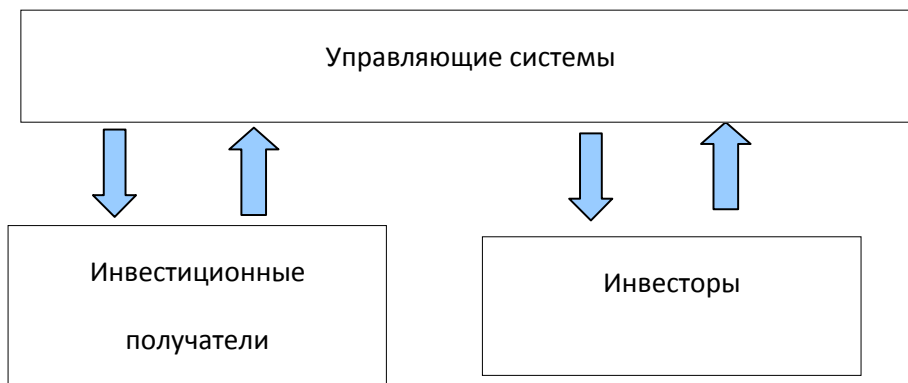 Управляющие системы
Инвестиционные
получатели
Инвесторы